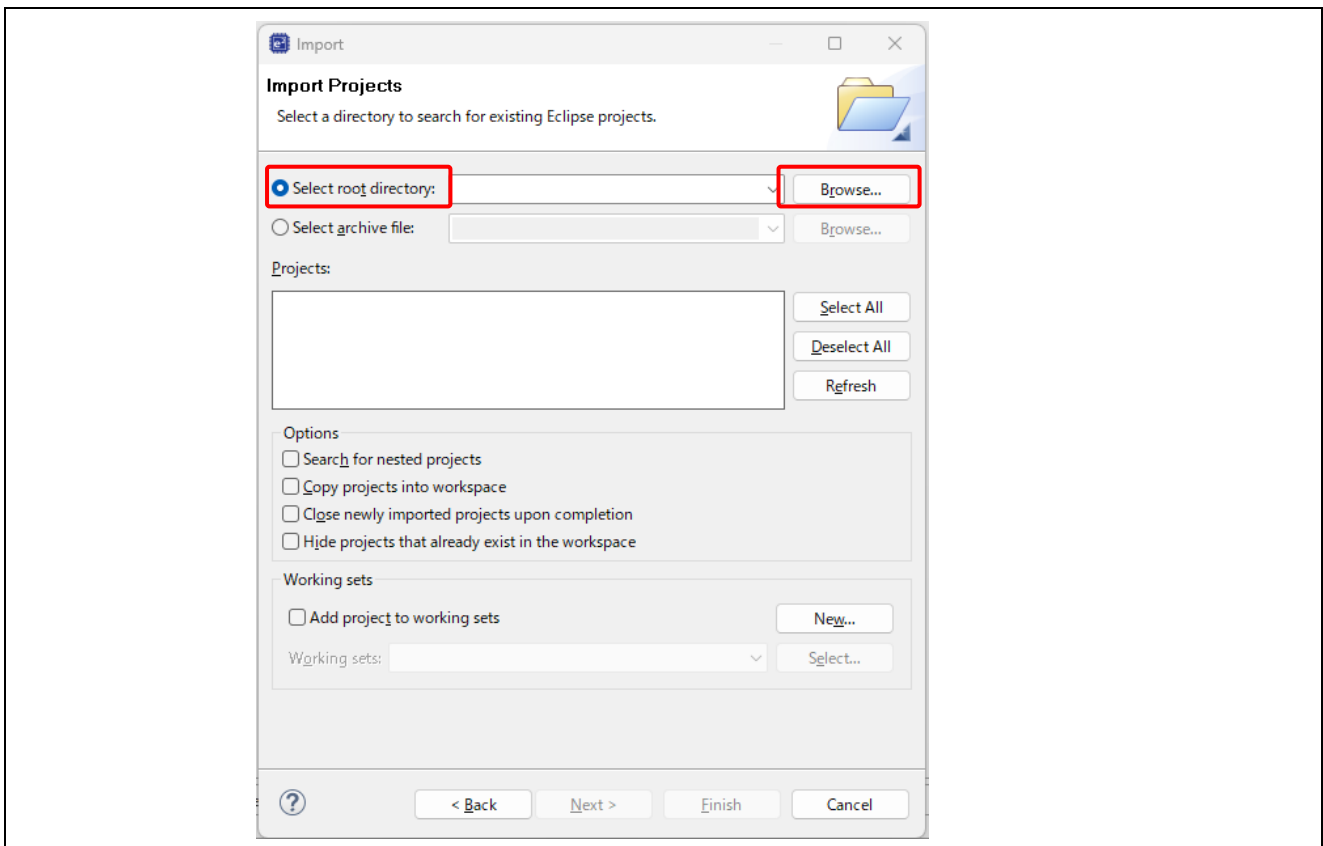 Import
Import Projects
Select a directory to search for existing Eclipse projects.
Select root directory:
Browse...
Select archive file:
Browse...
Projects:
Select All
Deselect All
Refresh
Options
Search for nested projects
Copy projects into workspace
Close newly imported projects upon completion
Hide projects that already exist in the workspace
Working sets
Add project to working sets
New...
Working sets:
Select...
?
< Back
Next >
Finish
Cancel